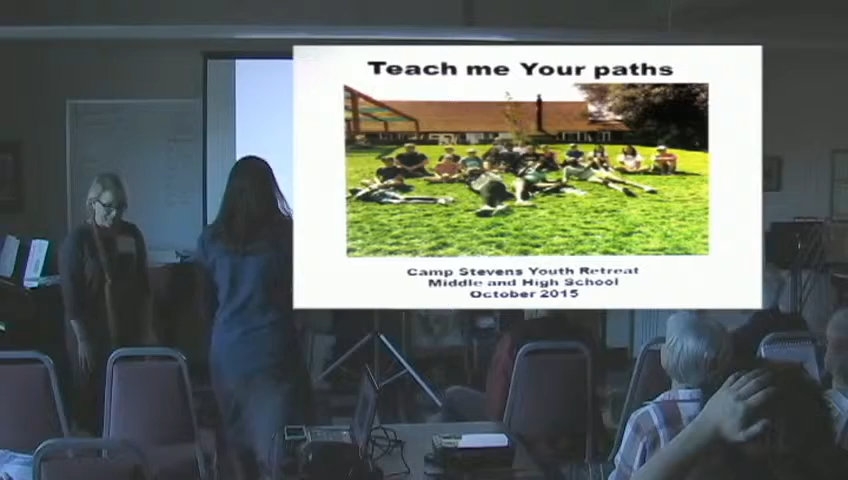 Teach me Your paths
Camp Stevens Youth Retreat
Middle and High School
October 2015